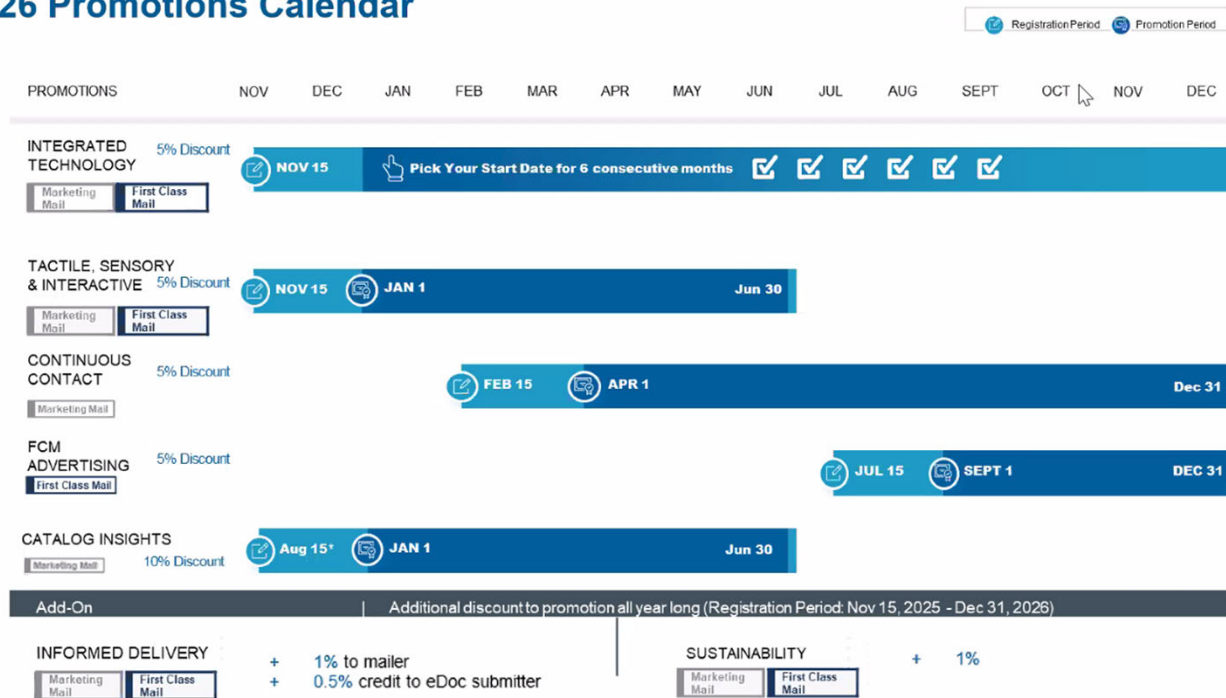 26 Promotions Calendar
Registration Period Promotion Period
PROMOTIONS NOV DEC JAN FEB MAR APR MAY JUN JUL AUG SEPT OCT NOV DEC
INTEGRATED
TECHNOLOGY
5% Discount
Marketing
Mail
First Class
Mail
NOV 15
Pick Your Start Date for 6 consecutive months
TACTILE, SENSORY
& INTERACTIVE
5% Discount
Marketing
Mail
First Class
Mail
NOV 15
JAN 1
Jun 30
CONTINUOUS
CONTACT
5% Discount
Marketing Mail
FEB 15
APR 1
Dec 31
FCM
ADVERTISING
5% Discount
First Class Mail
JUL 15
SEPT 1
DEC 31
CATALOG INSIGHTS
Marketing Mail
10% Discount
Aug 15*
JAN 1
Jun 30
Add-On | Additional discount to promotion all year long (Registration Period: Nov 15, 2025 - Dec 31, 2026)
INFORMED DELIVERY
Marketing
Mail
First Class
Mail
+ 1% to mailer
+ 0.5% credit to eDoc submitter
SUSTAINABILITY
Marketing
Mail
First Class
Mail
+ 1%